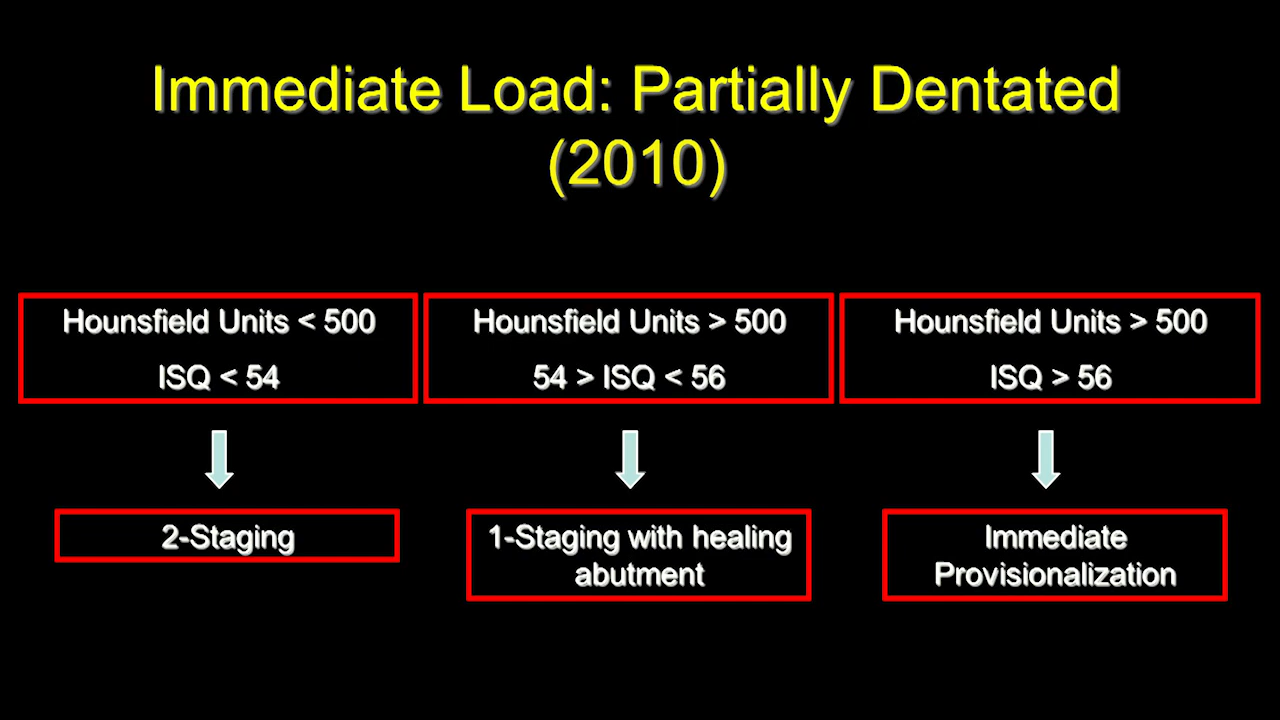 Immediate Load: Partially Dentated
(2010)
Hounsfield Units < 500
ISQ < 54
Hounsfield Units > 500
54 > ISQ < 56
Hounsfield Units > 500
ISQ > 56
2-Staging
1-Staging with healing
abutment
Immediate
Provisionalization